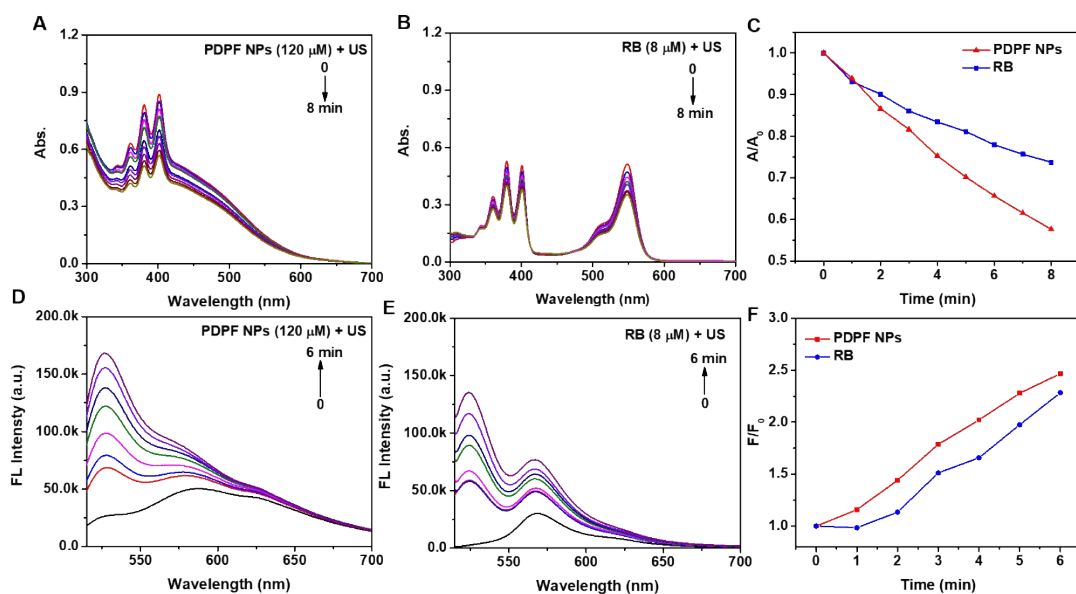 A
PDPF NPs (120 μM) + US
0
8 min
1.2
0.9
0.6
0.3
0.0
Abs.
300 400 500 600 700
Wavelength (nm)
B
RB (8 μM) + US
0
8 min
1.2
0.9
0.6
0.3
0.0
Abs.
300 350 400 450 500 550 600 650 700
Wavelength (nm)
C
PDPF NPs
RB
1.0
0.9
0.8
0.7
0.6
0.5
A/A0
0 2 4 6 8
Time (min)
D
PDPF NPs (120 μM) + US
6 min
0
200.0k
150.0k
100.0k
50.0k
0.0
FL Intensty (a.u.)
550 600 650 700
Wavelength (nm)
E
RB (8 μM) + US
6 min
0
200.0k
150.0k
100.0k
50.0k
0.0
FL Intensty (a.u.)
550 600 650 700
Wavelength (nm)
F
PDPF NPs
RB
3.0
2.5
2.0
1.5
1.0
F/F0
0 1 2 3 4 5 6
Time (min)